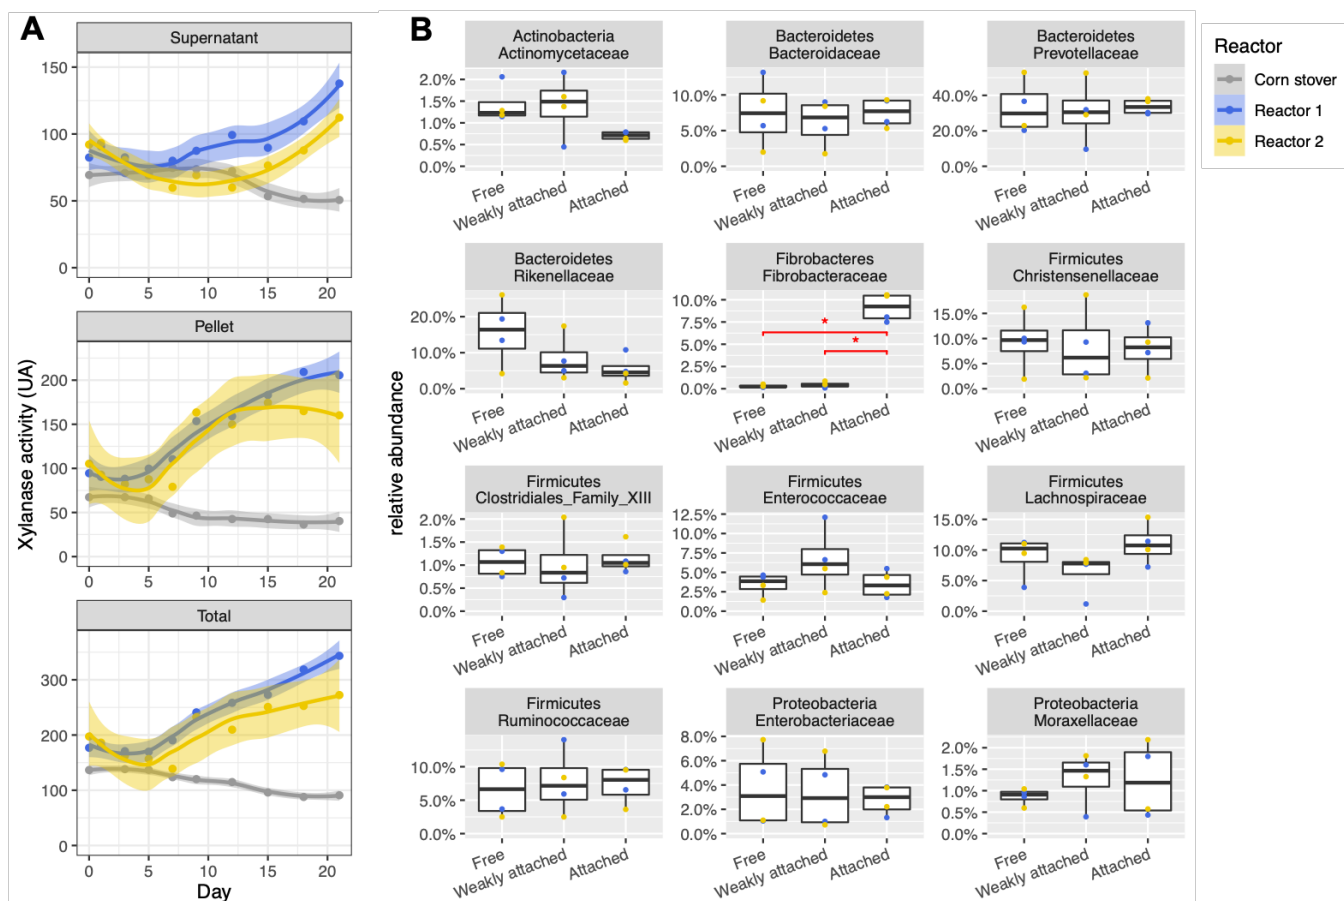 A
Supernatant
150
100
50
0
0 5 10 15 20
Pellet
200
150
100
50
0
0 5 10 15 20
Total
300
200
100
0
0 5 10 15 20
Day
Xylanase activity (UA)
B
relative abundance
Actinobacteria
Actinomycetaceae
2.0%
1.5%
1.0%
0.5%
0.0%
Free
Weakly attached
Attached
Bacteroidetes
Bacteroidaceae
10.0%
5.0%
0.0%
Free
Weakly attached
Attached
Bacteroidetes
Prevotellaceae
40.0%
20.0%
0.0%
Free
Weakly attached
Attached
Bacteroidetes
Rikenellaceae
20.0%
10.0%
0.0%
Free
Weakly attached
Attached
Fibrobacteres
Fibrobacteraceae
10.0%
7.5%
5.0%
2.5%
0.0%
*
*
Free
Weakly attached
Attached
Firmicutes
Christensenellaceae
15.0%
10.0%
5.0%
0.0%
Free
Weakly attached
Attached
Firmicutes
Clostridiales_Family_XIII
2.0%
1.5%
1.0%
0.5%
0.0%
Free
Weakly attached
Attached
Firmicutes
Enterococcaceae
12.5%
10.0%
7.5%
5.0%
2.5%
0.0%
Free
Weakly attached
Attached
Firmicutes
Lachnospiraceae
15.0%
10.0%
5.0%
0.0%
Free
Weakly attached
Attached
Firmicutes
Ruminococcaceae
10.0%
5.0%
0.0%
Free
Weakly attached
Attached
Proteobacteria
Enterobacteriaceae
8.0%
6.0%
4.0%
2.0%
0.0%
Free
Weakly attached
Attached
Proteobacteria
Moraxellaceae
2.0%
1.5%
1.0%
0.5%
0.0%
Free
Weakly attached
Attached
Reactor
Corn stover
Reactor 1
Reactor 2